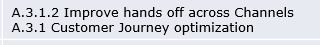 A.3.1.2 Improve hands off across Channels
A.3.1 Customer Journey optimization